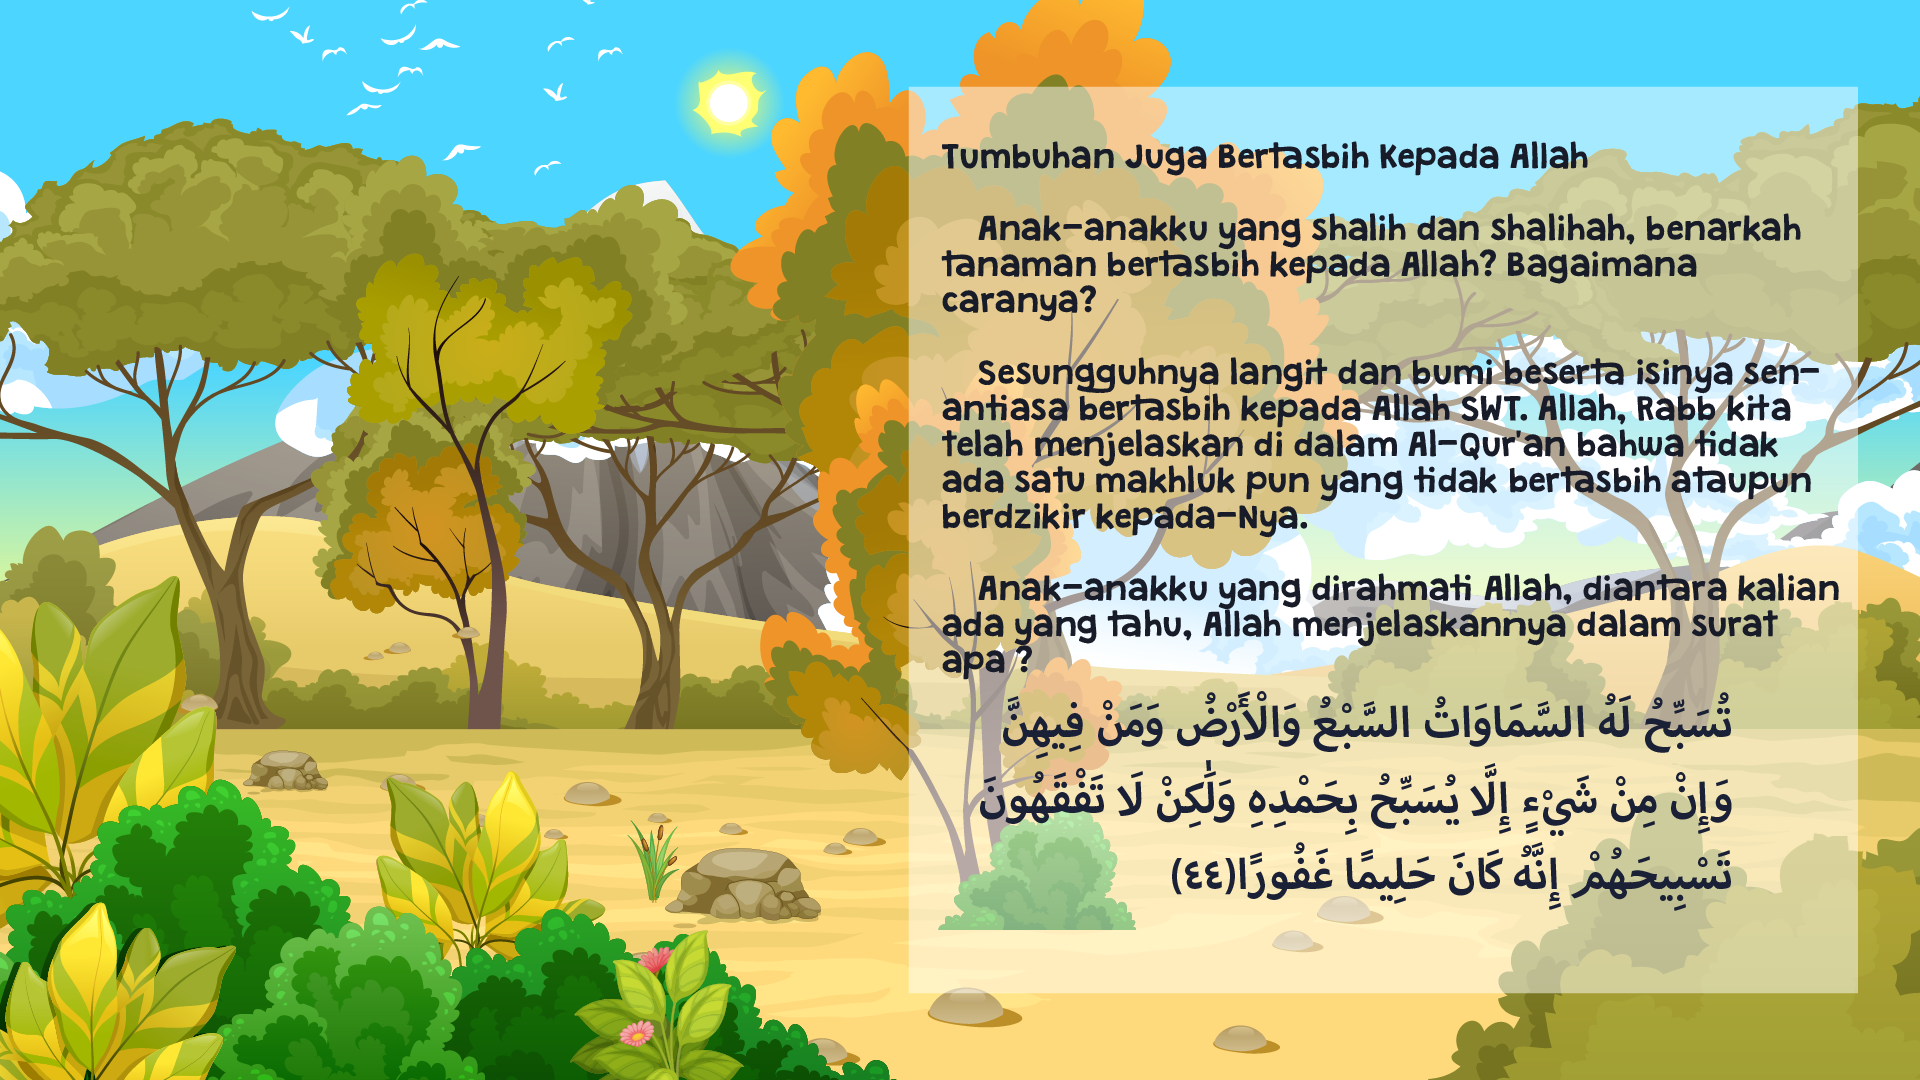 Tumbuhan Juga Bertasbih Kepada Allah
Anak-anakku yang shalih dan shalihah, benarkah
tanaman bertasbih kepada Allah? Bagaimana
caranya?
Sesungguhnya langit dan bumi beserta isinya sen-
antiasa bertasbih kepada Allah SWT. Allah, Rabb kita
telah menjelaskan di dalam Al-Qur'an bahwa tidak
ada satu makhluk pun yang tidak bertasbih ataupun
berdzikir kepada-Nya.
Anak-anakku yang dirahmati Allah, diantara kalian
ada yang tahu, Allah menjelaskannya dalam surat
apa ?
تُسَبِّحُ لَهُ السَّمَاوَاتُ السَّبْعُ وَالْأَرْضُ وَمَنْ فِيهِنَّ
وَإِنْ مِنْ شَيْءٍ إِلَّا يُسَبِّحُ بِحَمْدِهِ وَلَٰكِنْ لَا تَفْقَهُونَ
تَسْبِيحَهُمْ إِنَّهُ كَانَ حَلِيمًا غَفُورًا(٤٤)